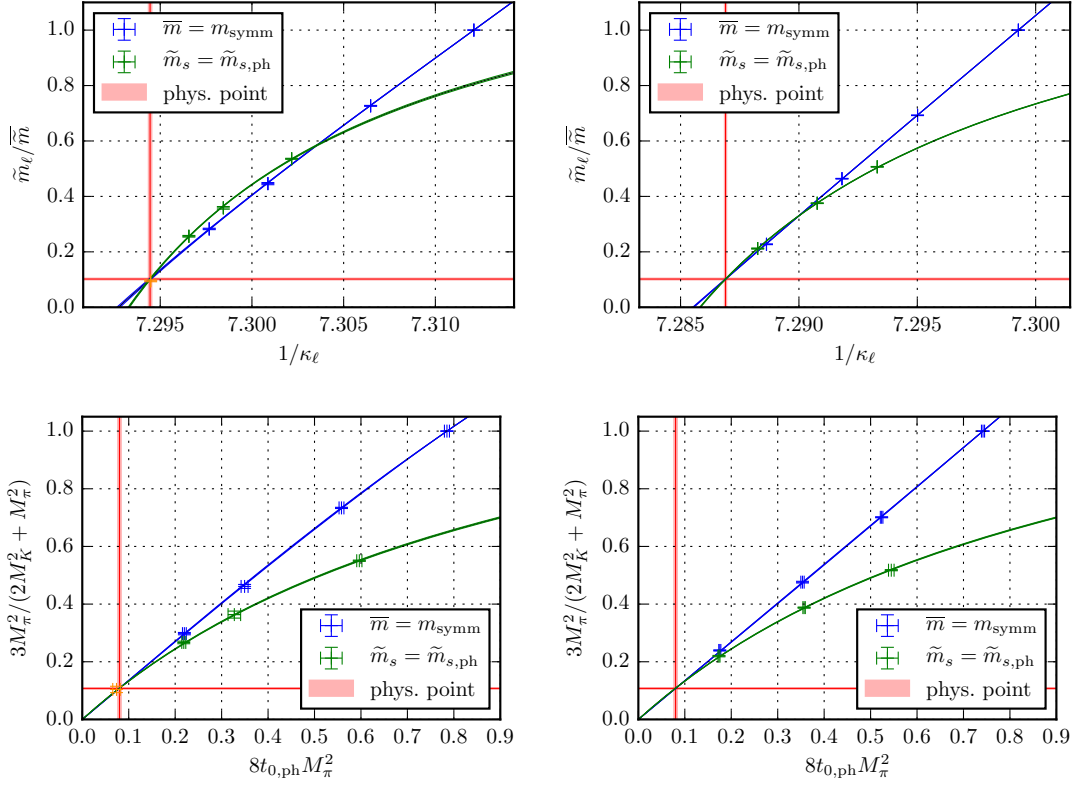 m̃_ℓ/m̃̅
1.0
0.8
0.6
0.4
0.2
0.0
7.295 7.300 7.305 7.310
1/κ_ℓ
m̅ = m_symm
m̃_s = m̃_s,ph
phys. point
m̃_ℓ/m̃̅
1.0
0.8
0.6
0.4
0.2
0.0
7.285 7.290 7.295 7.300
1/κ_ℓ
m̅ = m_symm
m̃_s = m̃_s,ph
phys. point
3M_π^2/(2M_K^2 + M_π^2)
1.0
0.8
0.6
0.4
0.2
0.0
0.0 0.1 0.2 0.3 0.4 0.5 0.6 0.7 0.8 0.9
8t_0,ph M_π^2
m̅ = m_symm
m̃_s = m̃_s,ph
phys. point
3M_π^2/(2M_K^2 + M_π^2)
1.0
0.8
0.6
0.4
0.2
0.0
0.0 0.1 0.2 0.3 0.4 0.5 0.6 0.7 0.8 0.9
8t_0,ph M_π^2
m̅ = m_symm
m̃_s = m̃_s,ph
phys. point